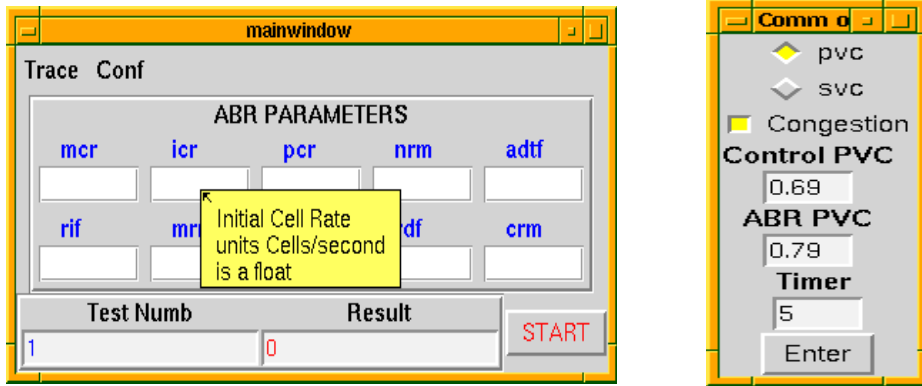 mainwindow
Trace Conf
ABR PARAMETERS
mcr icr pcr nrm adtf
Initial Cell Rate
units Cells/second
is a float
rif crm
Test Numb Result
1 0
START
Comm o
pvc
svc
Congestion
Control PVC
0.69
ABR PVC
0.79
Timer
5
Enter